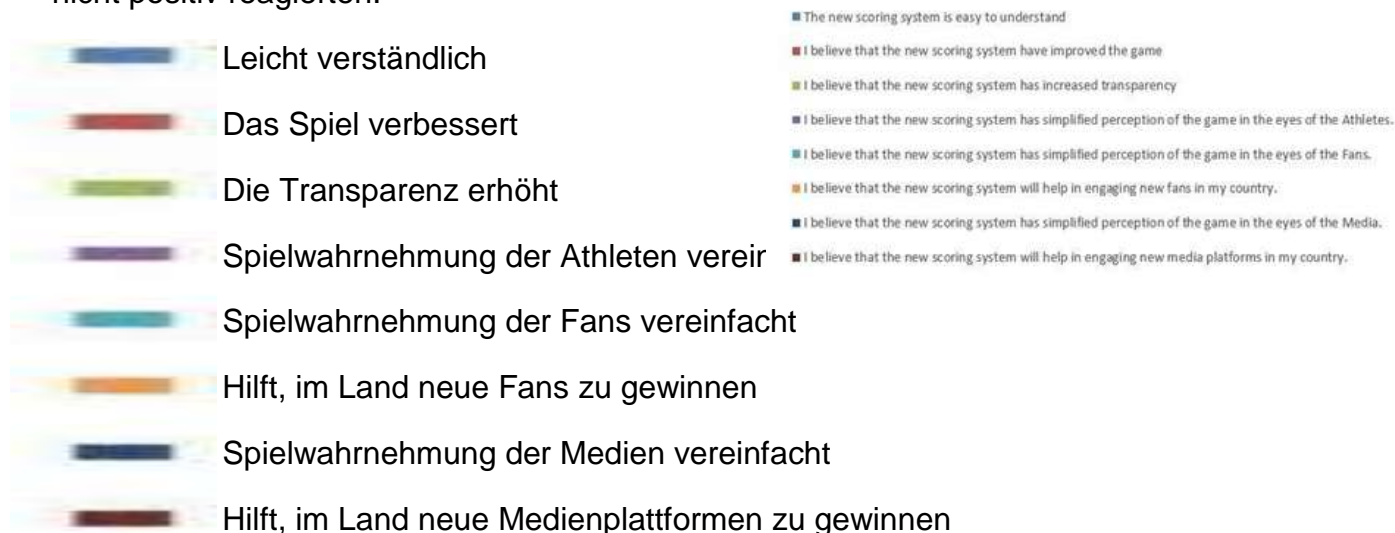 nicht positiv reagierten.
Leicht verständlich
Das Spiel verbessert
Die Transparenz erhöht
Spielwahrnehmung der Athleten vereir
Spielwahrnehmung der Fans vereinfacht
Hilft, im Land neue Fans zu gewinnen
Spielwahrnehmung der Medien vereinfacht
Hilft, im Land neue Medienplattformen zu gewinnen
The new scoring system is easy to understand
I believe that the new scoring system have improved the game
I believe that the new scoring system has increased transparency
I believe that the new scoring system has simplified perception of the game in the eyes of the Athletes.
I believe that the new scoring system has simplified perception of the game in the eyes of the Fans.
I believe that the new scoring system will help in engaging new fans in my country.
I believe that the new scoring system has simplified perception of the game in the eyes of the Media.
I believe that the new scoring system will help in engaging new media platforms in my country.